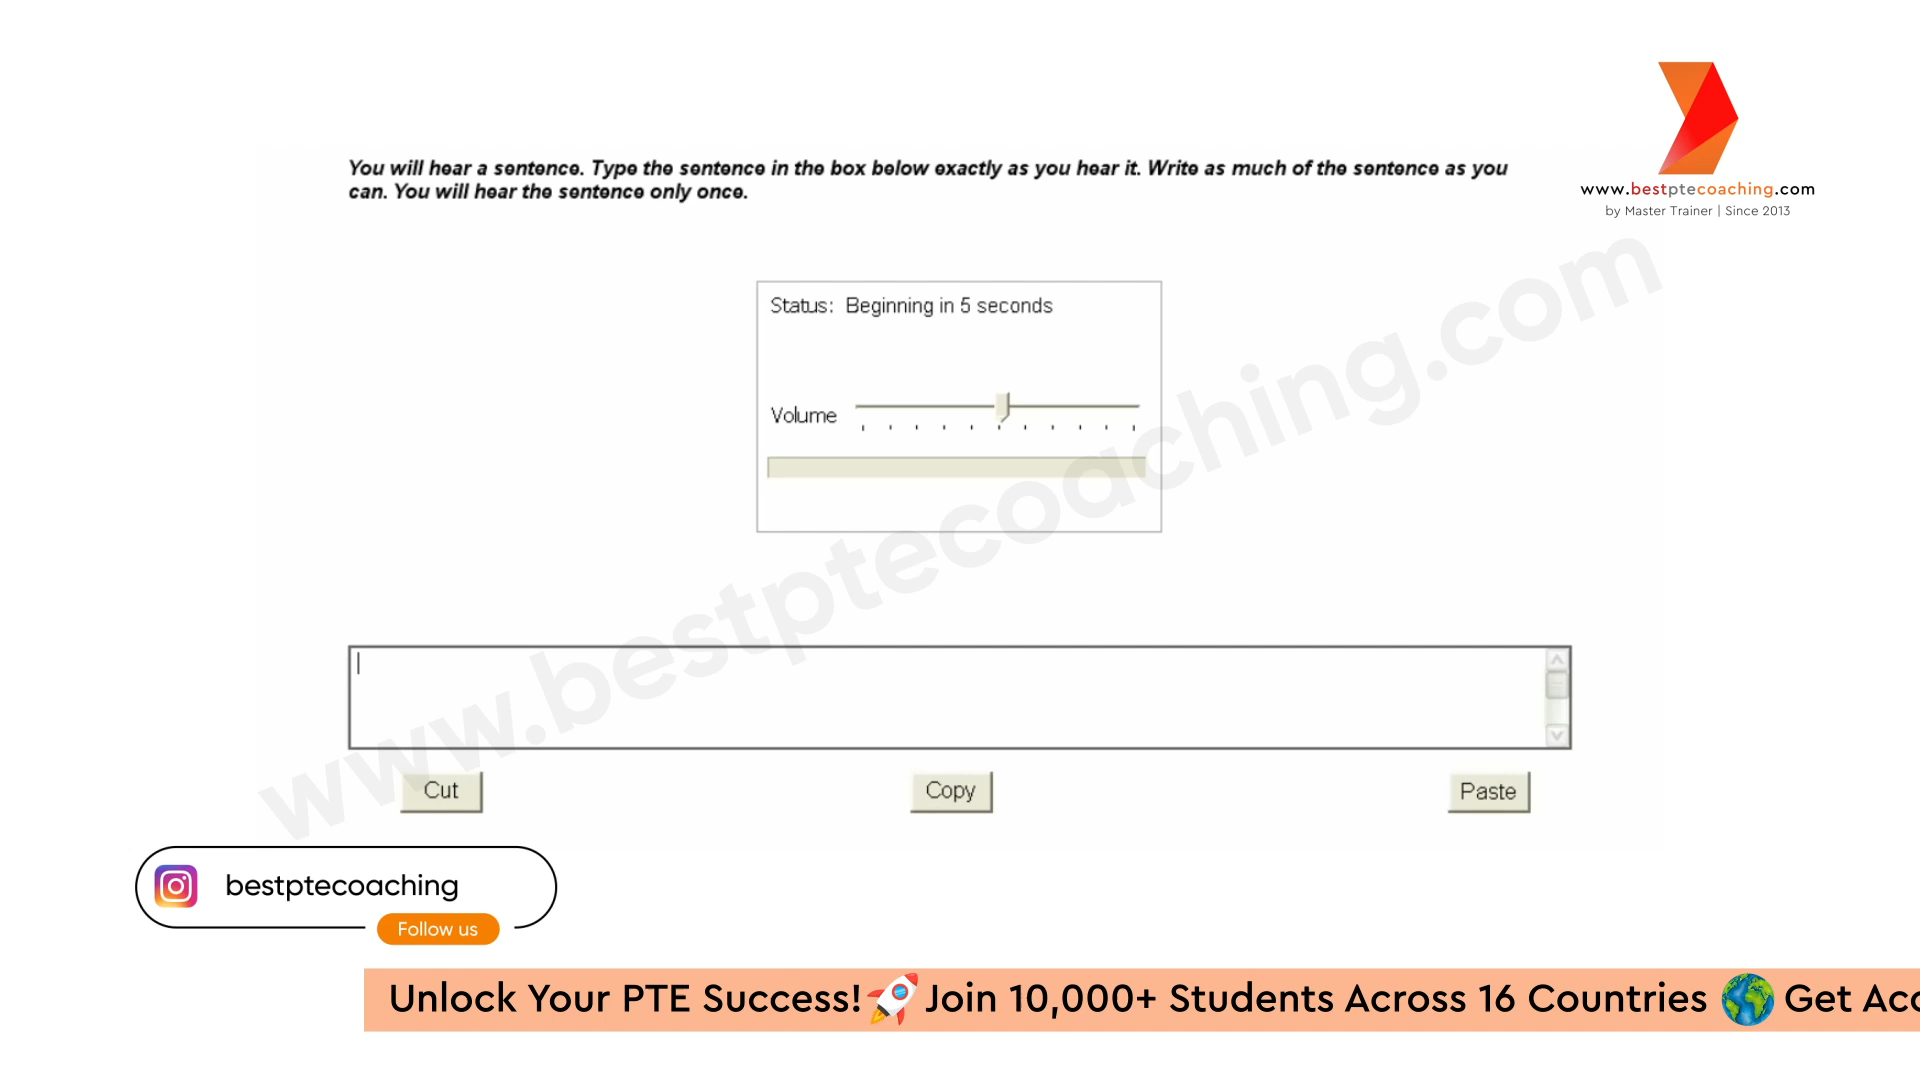 You will hear a sentence. Type the sentence in the box below exactly as you hear it. Write as much of the sentence as you
can. You will hear the sentence only once.
www.bestptecoaching.com
by Master Trainer | Since 2013
Status: Beginning in 5 seconds
Volume
www.bestptecoaching.com
Cut
Copy
Paste
bestptecoaching
Follow us
Unlock Your PTE Success!🚀Join 10,000+ Students Across 16 Countries 🌍 Get